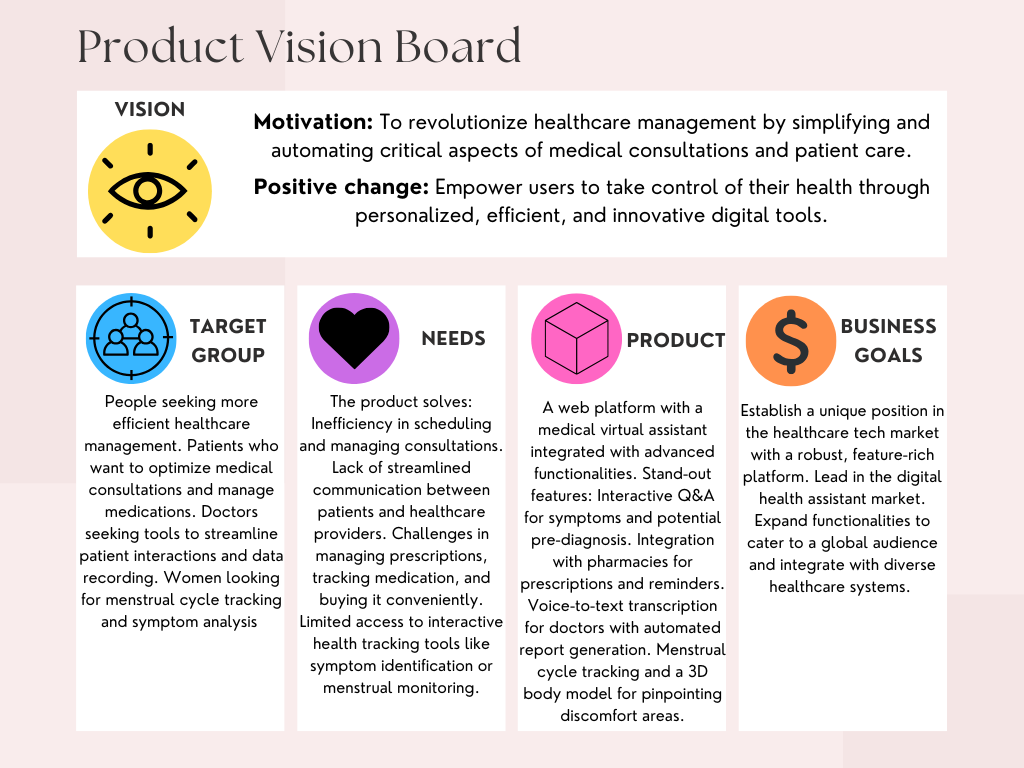 Product Vision Board
VISION
Motivation: To revolutionize healthcare management by simplifying and
automating critical aspects of medical consultations and patient care.
Positive change: Empower users to take control of their health through
personalized, efficient, and innovative digital tools.
TARGET
GROUP
People seeking more
efficient healthcare
management. Patients who
want to optimize medical
consultations and manage
medications. Doctors
seeking tools to streamline
patient interactions and data
recording. Women looking
for menstrual cycle tracking
and symptom analysis
NEEDS
The product solves:
Inefficiency in scheduling
and managing consultations.
Lack of streamlined
communication between
patients and healthcare
providers. Challenges in
managing prescriptions,
tracking medication, and
buying it conveniently.
Limited access to interactive
health tracking tools like
symptom identification or
menstrual monitoring.
PRODUCT
A web platform with a
medical virtual assistant
integrated with advanced
functionalities. Stand-out
features: Interactive Q&A
for symptoms and potential
pre-diagnosis. Integration
with pharmacies for
prescriptions and reminders.
Voice-to-text transcription
for doctors with automated
report generation. Menstrual
cycle tracking and a 3D
body model for pinpointing
discomfort areas.
BUSINESS
GOALS
Establish a unique position in
the healthcare tech market
with a robust, feature-rich
platform. Lead in the digital
health assistant market.
Expand functionalities to
cater to a global audience
and integrate with diverse
healthcare systems.